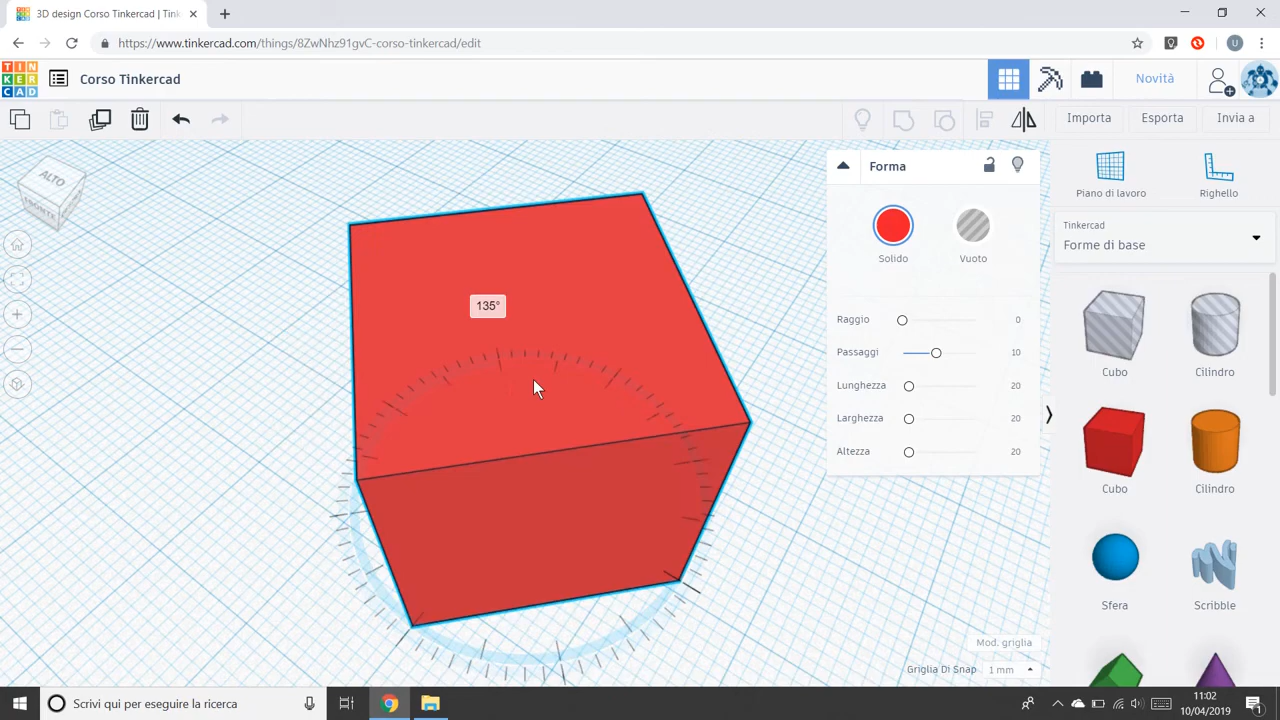 3D design Corso Tinkercad | Tink
https://www.tinkercad.com/things/8ZwNhz91gvC-corso-tinkercad/edit
U
TIN
KER
CAD
Corso Tinkercad
Novità
Importa
Esporta
Invia a
ALTO
FRONTE
Forma
Piano di lavoro
Righello
Solido
Vuoto
Tinkercad
Forme di base
135°
Raggio 0
Passaggi 10
Lunghezza 20
Larghezza 20
Altezza 20
Cubo
Cilindro
Cubo
Cilindro
Sfera
Scribble
Mod. griglia
Griglia Di Snap 1 mm
Scrivi qui per eseguire la ricerca
11:02
10/04/2019
1